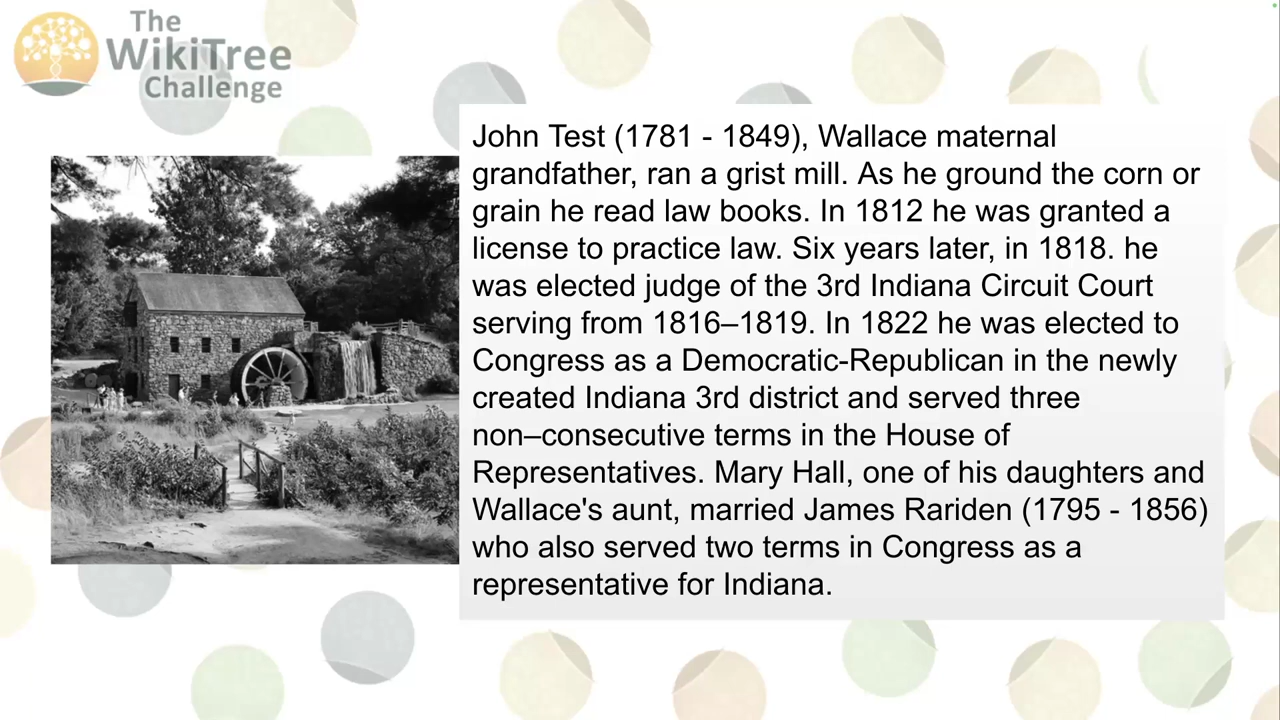 The
WikiTree
Challenge
John Test (1781 - 1849), Wallace maternal
grandfather, ran a grist mill. As he ground the corn or
grain he read law books. In 1812 he was granted a
license to practice law. Six years later, in 1818. he
was elected judge of the 3rd Indiana Circuit Court
serving from 1816–1819. In 1822 he was elected to
Congress as a Democratic-Republican in the newly
created Indiana 3rd district and served three
non–consecutive terms in the House of
Representatives. Mary Hall, one of his daughters and
Wallace's aunt, married James Rariden (1795 - 1856)
who also served two terms in Congress as a
representative for Indiana.